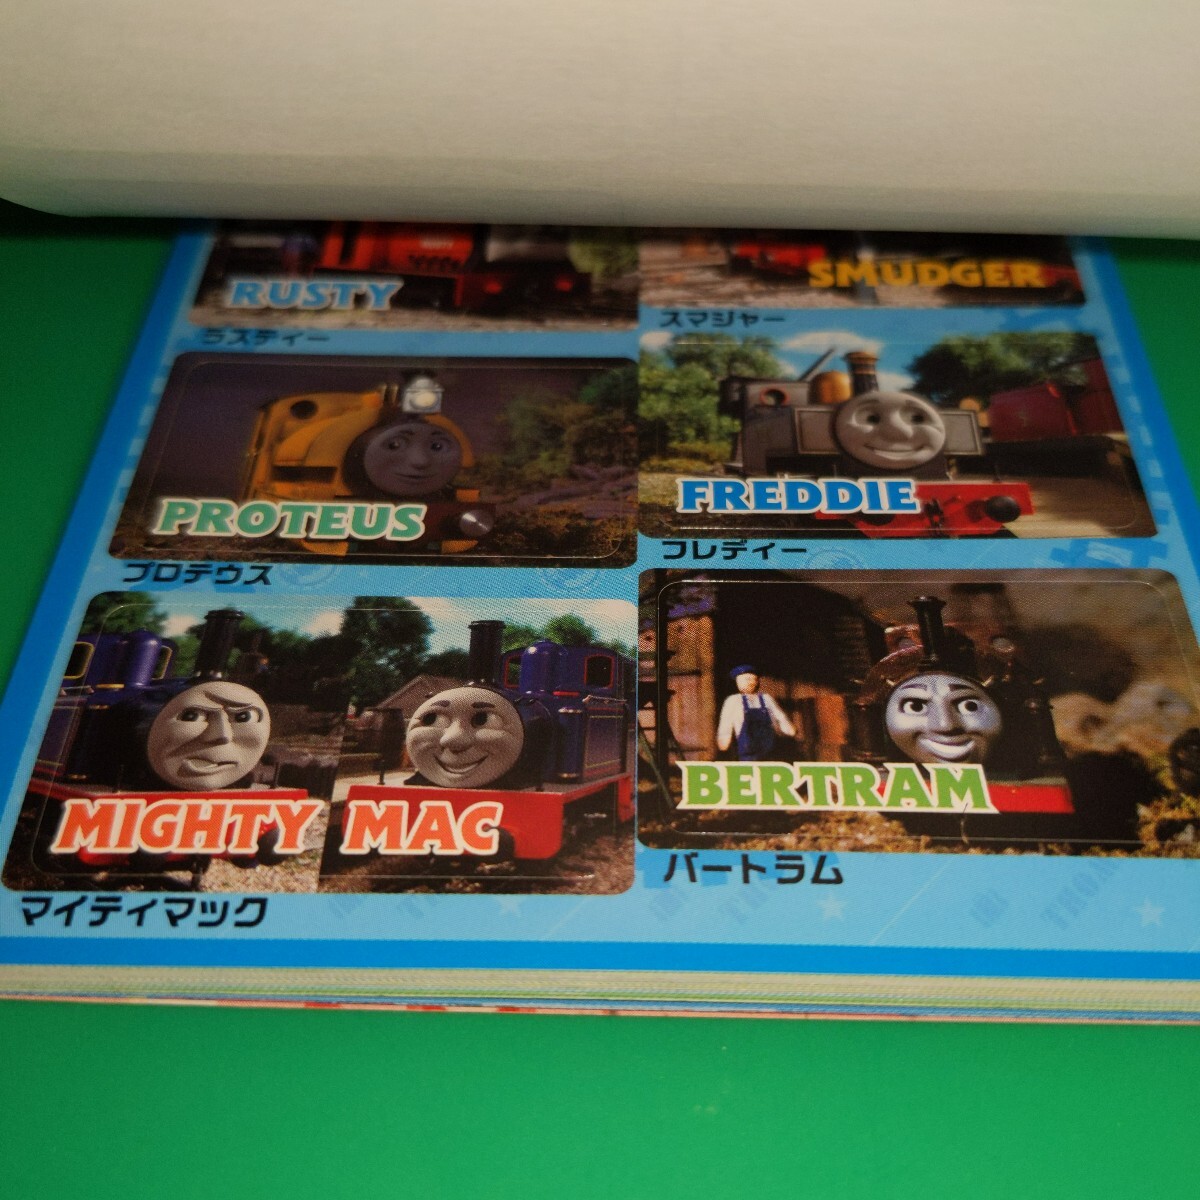 RUSTY
ラスティー
SMUDGER
スマジャー
PROTEUS
プロテウス
FREDDIE
フレディー
MIGHTY MAC
マイティマック
BERTRAM
バートラム